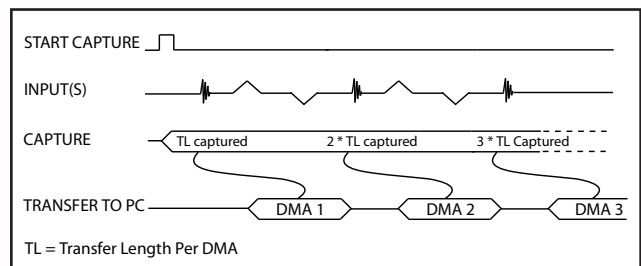 START CAPTURE
INPUT(S)
CAPTURE TL captured 2 * TL captured 3 * TL Captured
TRANSFER TO PC DMA 1 DMA 2 DMA 3
TL = Transfer Length Per DMA